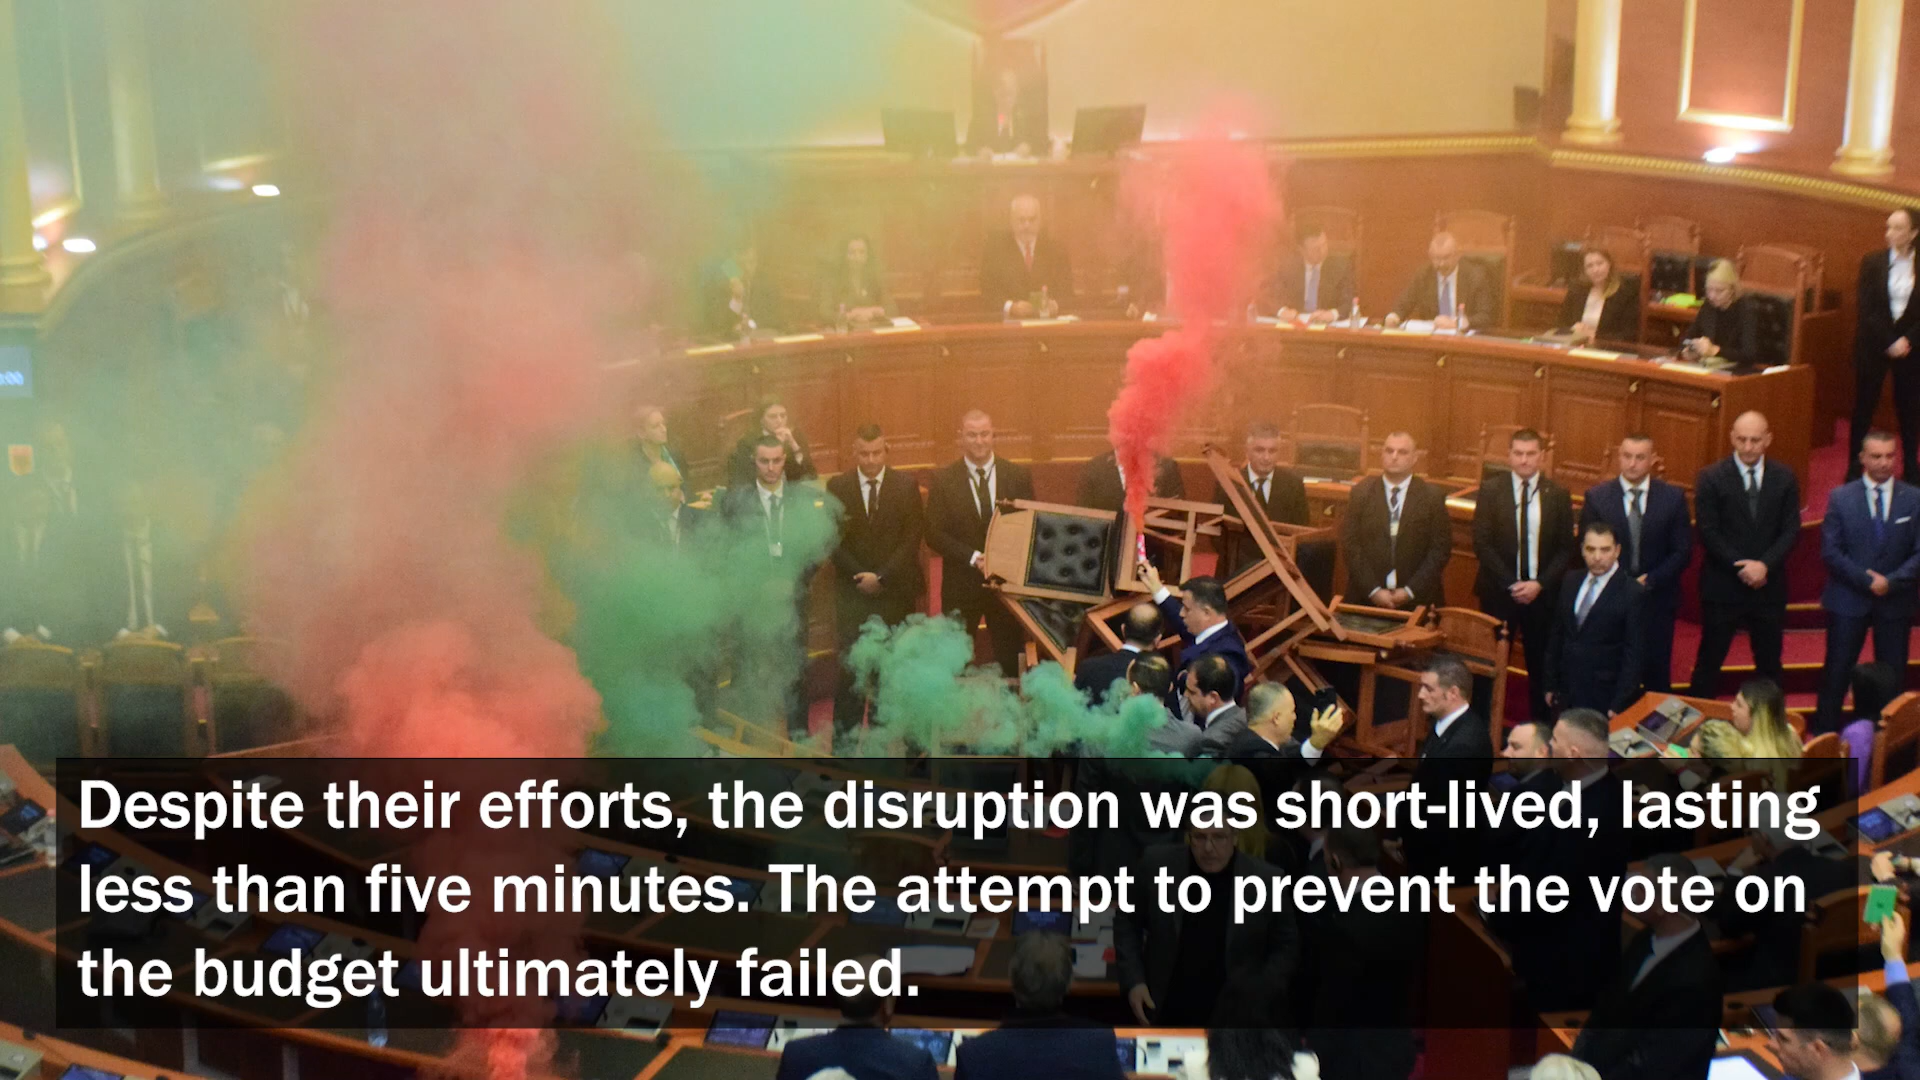 Despite their efforts, the disruption was short-lived, lasting
less than five minutes. The attempt to prevent the vote on
the budget ultimately failed.